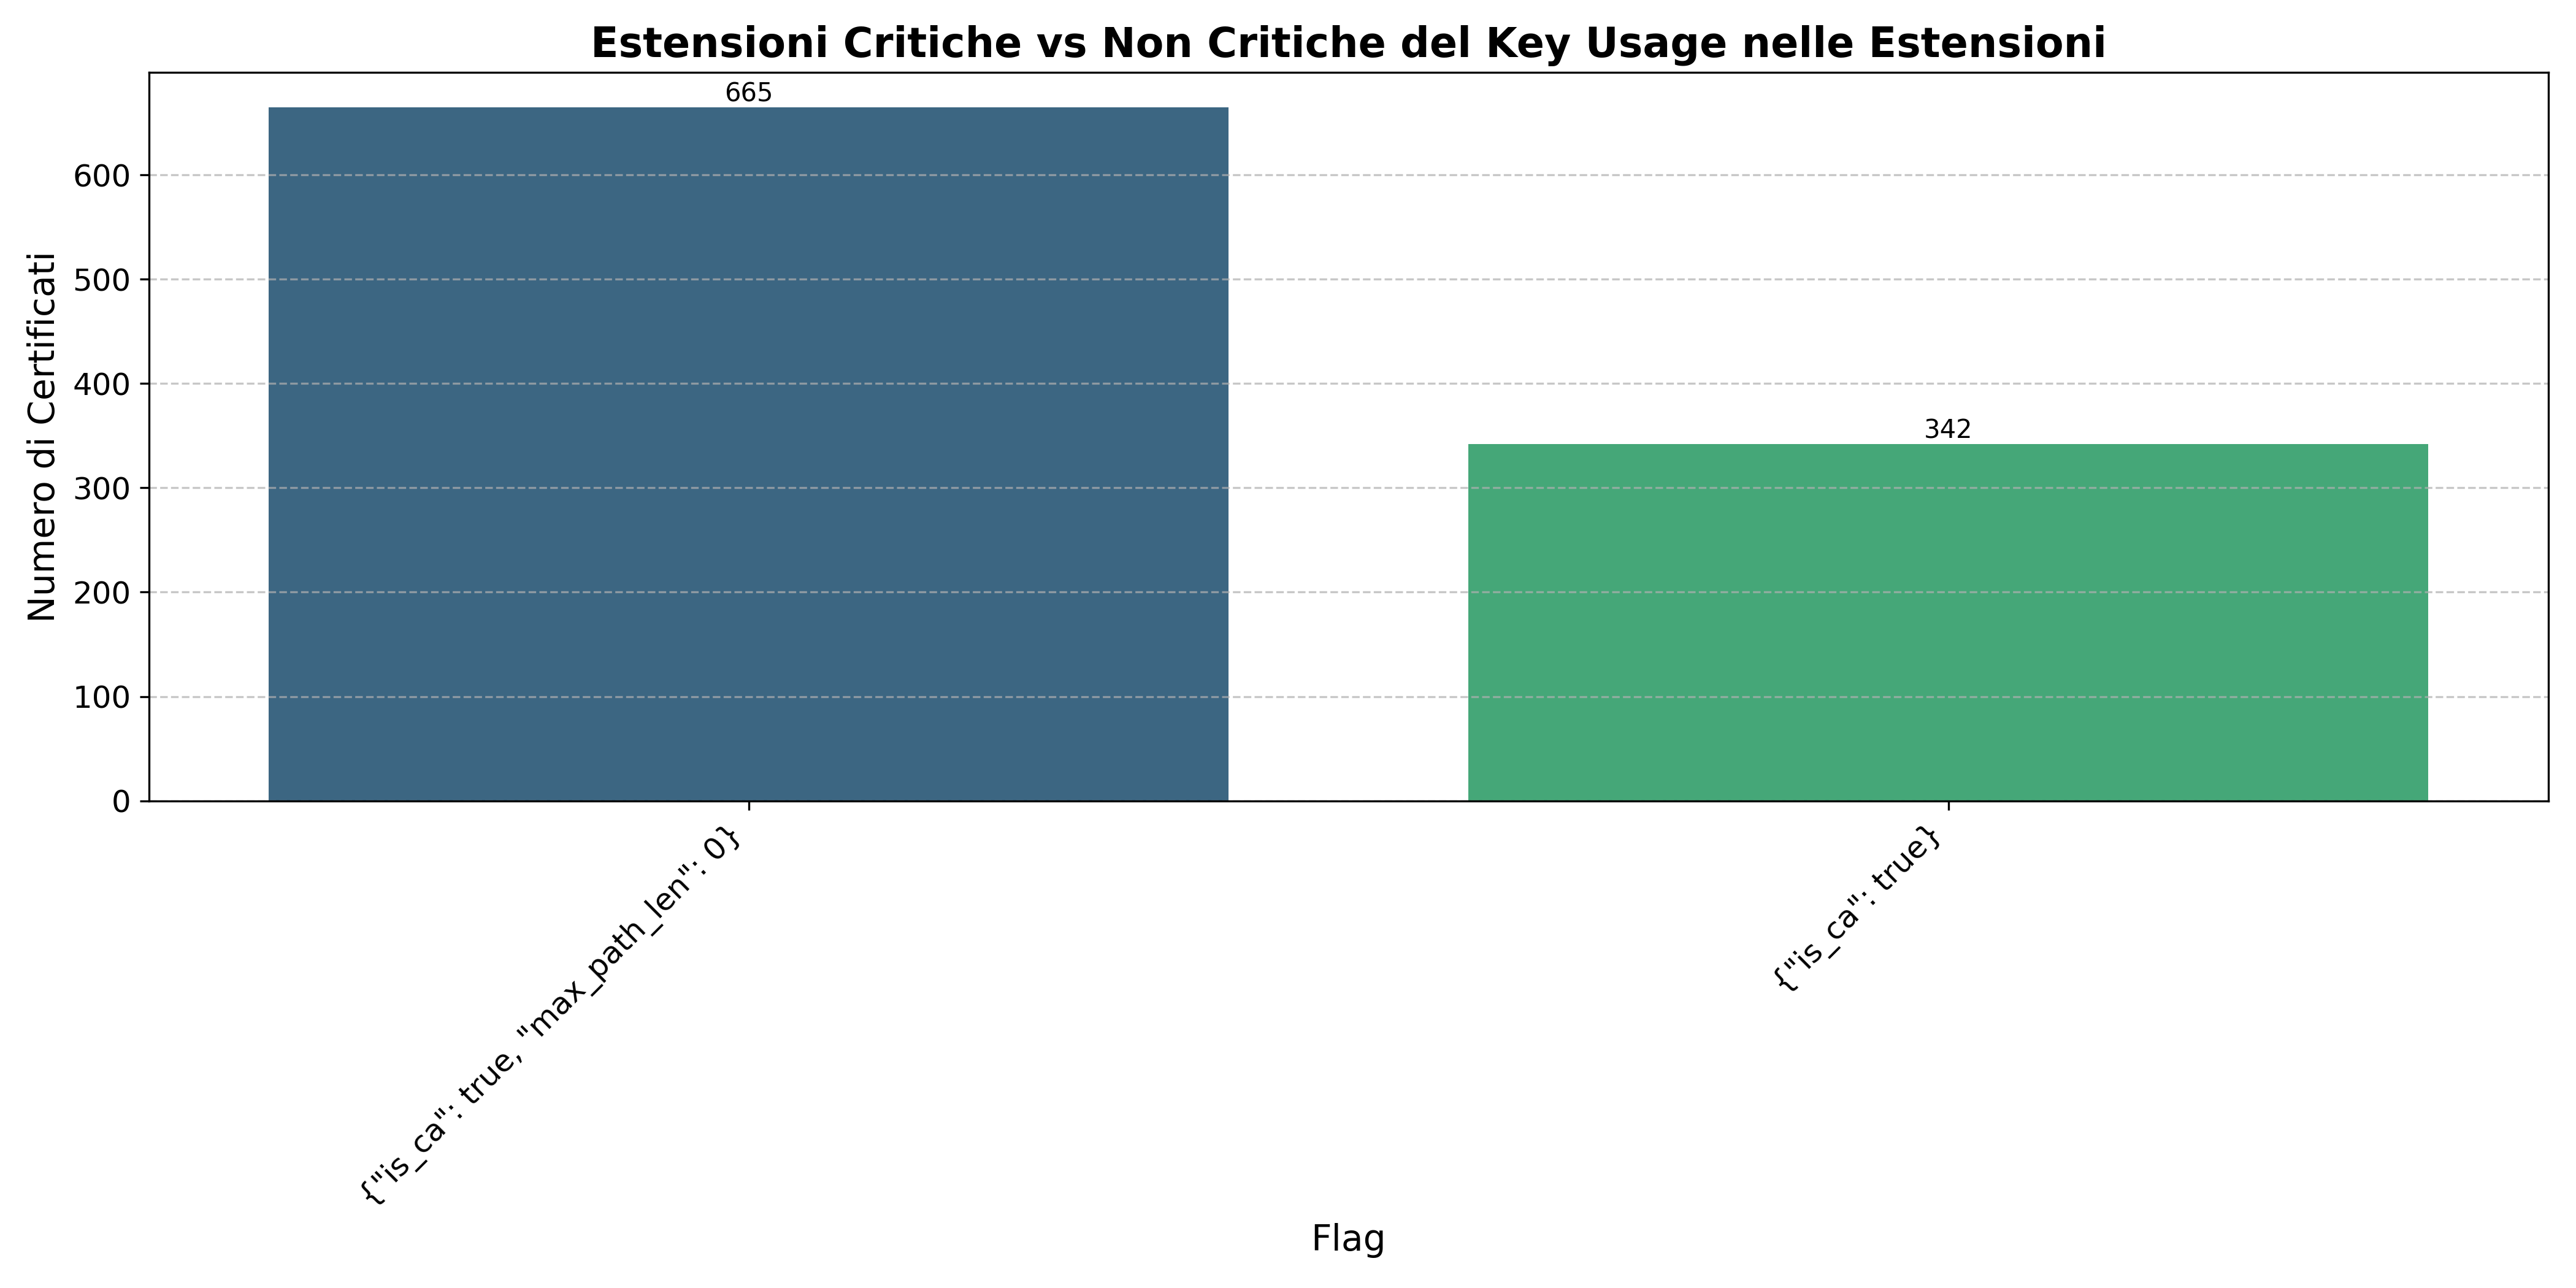 Estensioni Critiche vs Non Critiche del Key Usage nelle Estensioni
Numero di Certificati
600
500
400
300
200
100
0
665
342
{"is_ca": true, "max_path_len": 0}
{"is_ca": true}
Flag